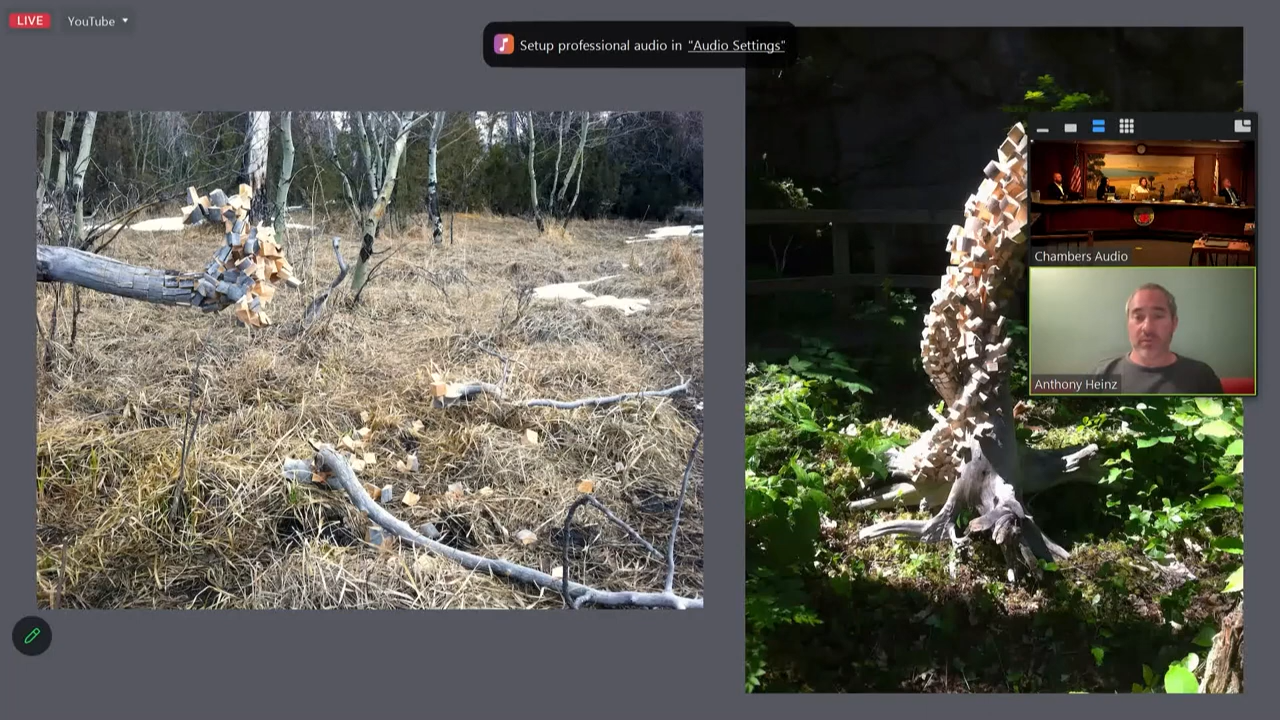 LIVE
YouTube
Setup professional audio in "Audio Settings"
Chambers Audio
Anthony Heinz